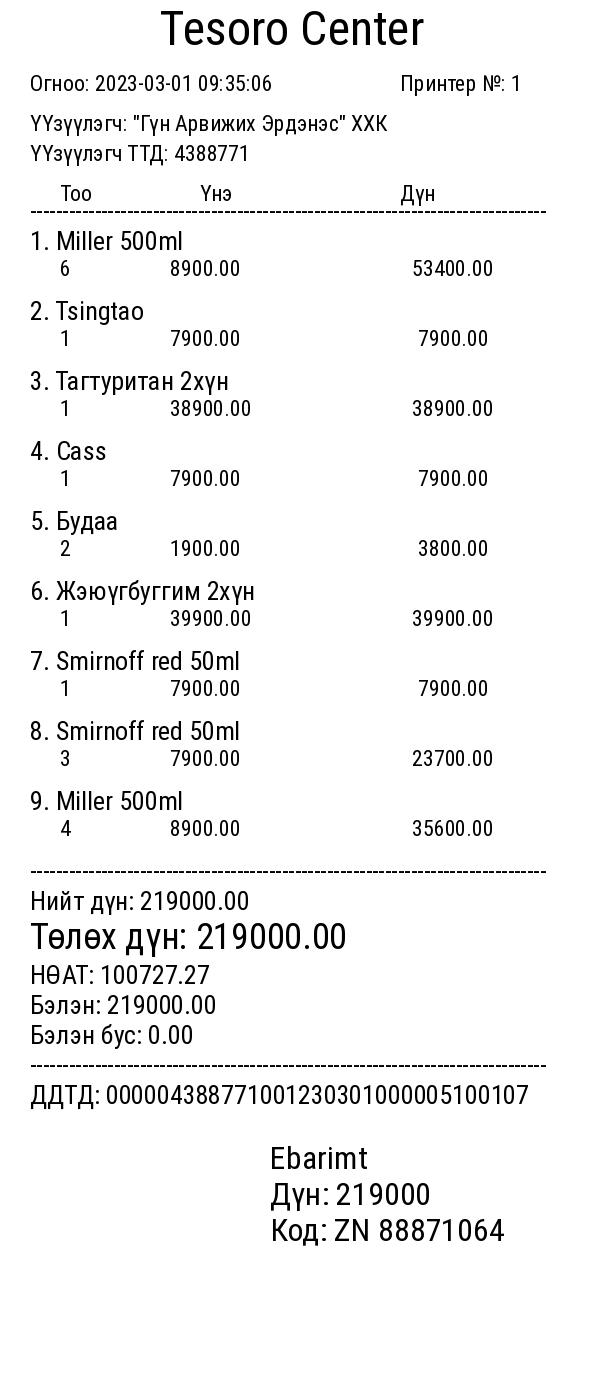 Tesoro Center
Огноо: 2023-03-01 09:35:06 Принтер №: 1
ҮҮзүүлэгч: "Гүн Арвижих Эрдэнэс" ХХК
ҮҮзүүлэгч ТТД: 4388771
Тоо Үнэ Дүн
1. Miller 500ml
6 8900.00 53400.00
2. Tsingtao
1 7900.00 7900.00
3. Тагтуритан 2хүн
1 38900.00 38900.00
4. Cass
1 7900.00 7900.00
5. Будаа
2 1900.00 3800.00
6. Жэюүгбуггим 2хүн
1 39900.00 39900.00
7. Smirnoff red 50ml
1 7900.00 7900.00
8. Smirnoff red 50ml
3 7900.00 23700.00
9. Miller 500ml
4 8900.00 35600.00
Нийт дүн: 219000.00
Төлөх дүн: 219000.00
НӨАТ: 100727.27
Бэлэн: 219000.00
Бэлэн бус: 0.00
ДДТД: 000004388771001230301000005100107
Ebarimt
Дүн: 219000
Код: ZN 88871064